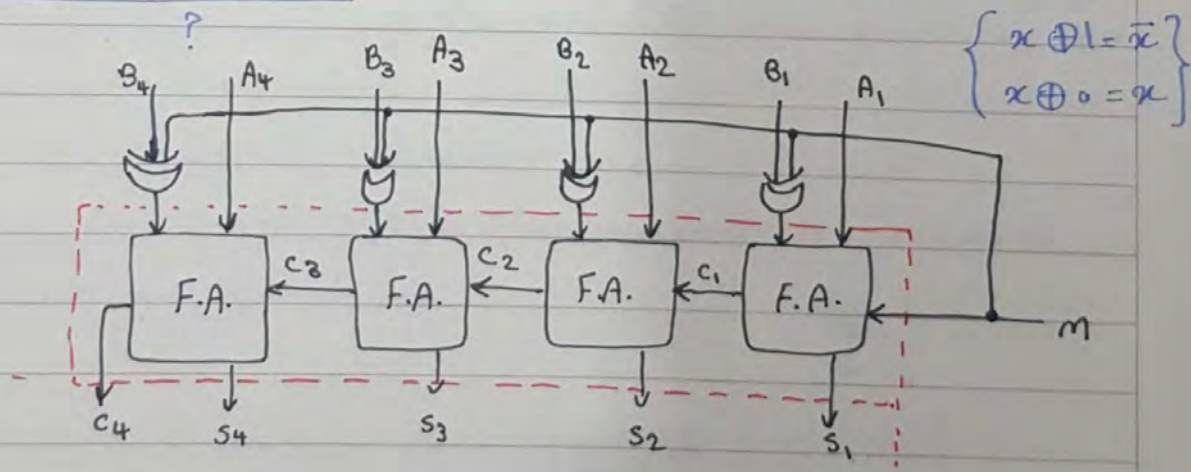 ?
B₄ A₄ B₃ A₃ B₂ A₂ B₁ A₁
{ x ⊕ 1 = x̄
x ⊕ 0 = x }
F.A. C₃ F.A. C₂ F.A. C₁ F.A.
m
C₄ S₄ S₃ S₂ S₁